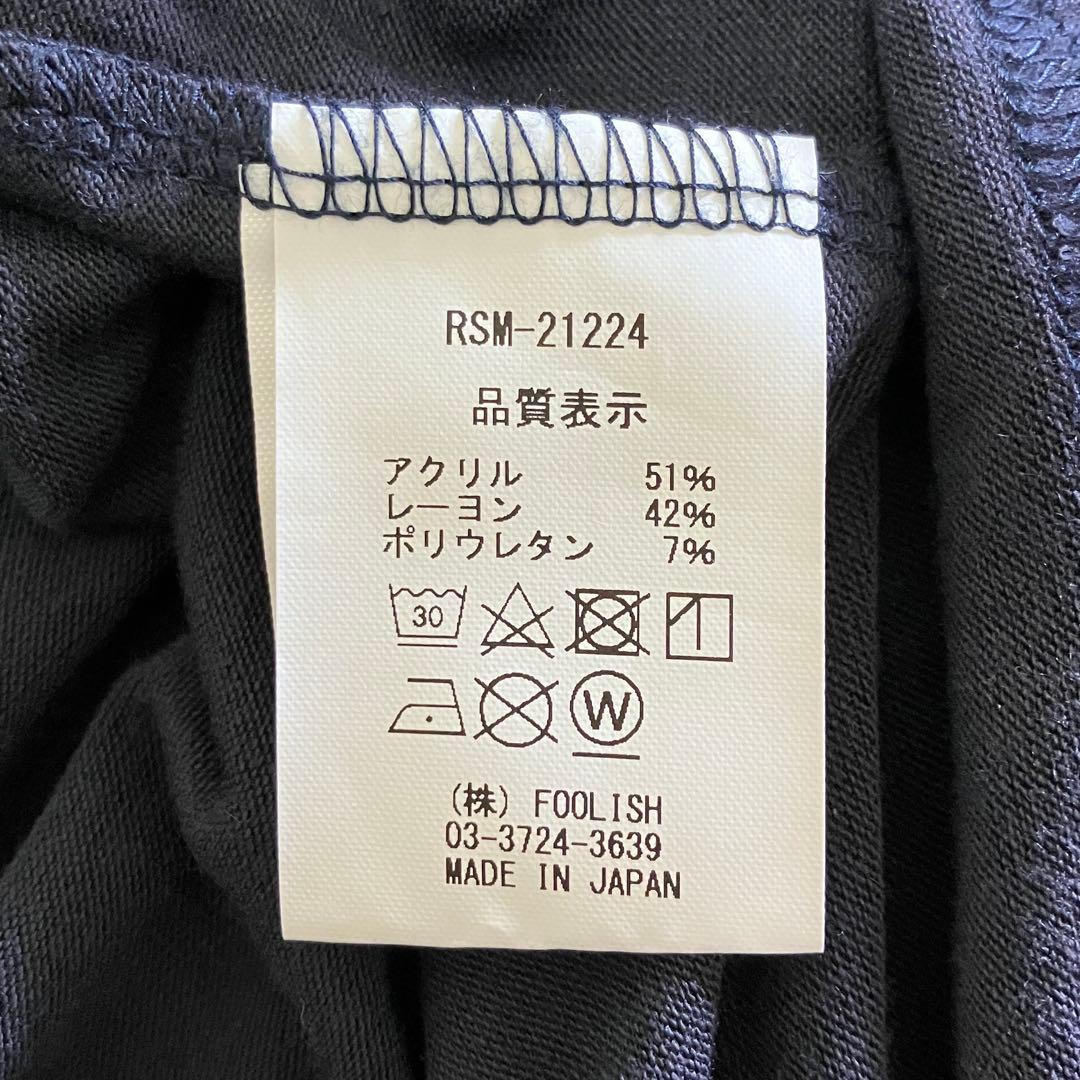 RSM-21224
品質表示
アクリル 51%
レーヨン 42%
ポリウレタン 7%
30
W
(株) FOOLISH
03-3724-3639
MADE IN JAPAN